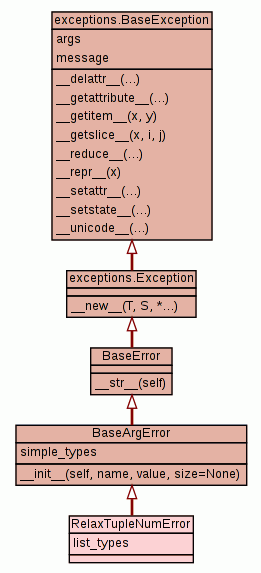 exceptions.BaseException
args
message
__delattr__(...)
__getattribute__(...)
__getitem__(x, y)
__getslice__(x, i, j)
__reduce__(...)
__repr__(x)
__setattr__(...)
__setstate__(...)
__unicode__(...)
exceptions.Exception
__new__(T, S, *...)
BaseError
__str__(self)
BaseArgError
simple_types
__init__(self, name, value, size=None)
RelaxTupleNumError
list_types